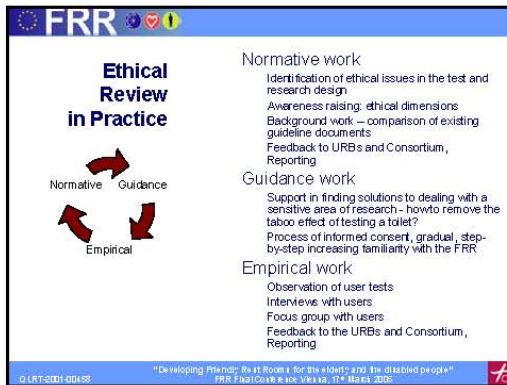 FRR
Ethical
Review
in Practice
Normative
Guidance
Empirical
Normative work
Identification of ethical issues in the test and
research design
Awareness raising: ethical dimensions
Background work – comparison of existing
guideline documents
Feedback to URBs and Consortium,
Reporting
Guidance work
Support in finding solutions to dealing with a
sensitive area of research - howto remove the
taboo effect of testing a toilet?
Process of informed consent, gradual, step-
by-step increasing familiarity with the FRR
Empirical work
Observation of user tests
Interviews with users
Focus group with users
Feedback to the URBs and Consortium,
Reporting
QLRT-2001-00458
"Developing Friendly Rest Rooms for the elderly and the disabled people"
FRR Final Conference Vienna, 17th March 2005